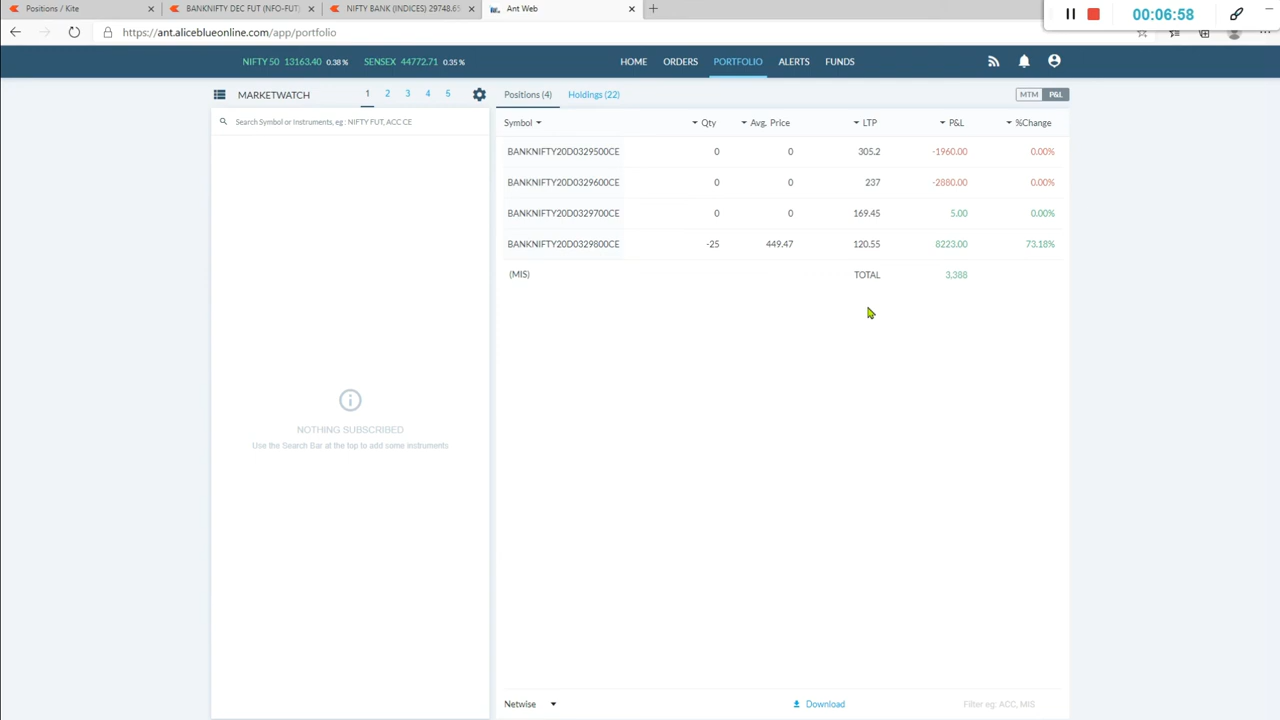 Positions / Kite
BANKNIFTY DEC FUT (NFO-FUT)
NIFTY BANK (INDICES) 29748.65
Ant Web
00:06:58
https://ant.aliceblueonline.com/app/portfolio
NIFTY 50 13163.40 0.38 % SENSEX 44772.71 0.35 %
HOME ORDERS PORTFOLIO ALERTS FUNDS
MARKETWATCH 1 2 3 4 5
Positions (4) Holdings (22) MTM P&L
Search Symbol or Instruments, eg : NIFTY FUT, ACC CE
Symbol Qty Avg. Price LTP P&L %Change
BANKNIFTY20D0329500CE 0 0 305.2 -1960.00 0.00%
BANKNIFTY20D0329600CE 0 0 237 -2880.00 0.00%
BANKNIFTY20D0329700CE 0 0 169.45 5.00 0.00%
BANKNIFTY20D0329800CE -25 449.47 120.55 8223.00 73.18%
(MIS) TOTAL 3,388
NOTHING SUBSCRIBED
Use the Search Bar at the top to add some instruments
Netwise Download Filter eg: ACC, MIS